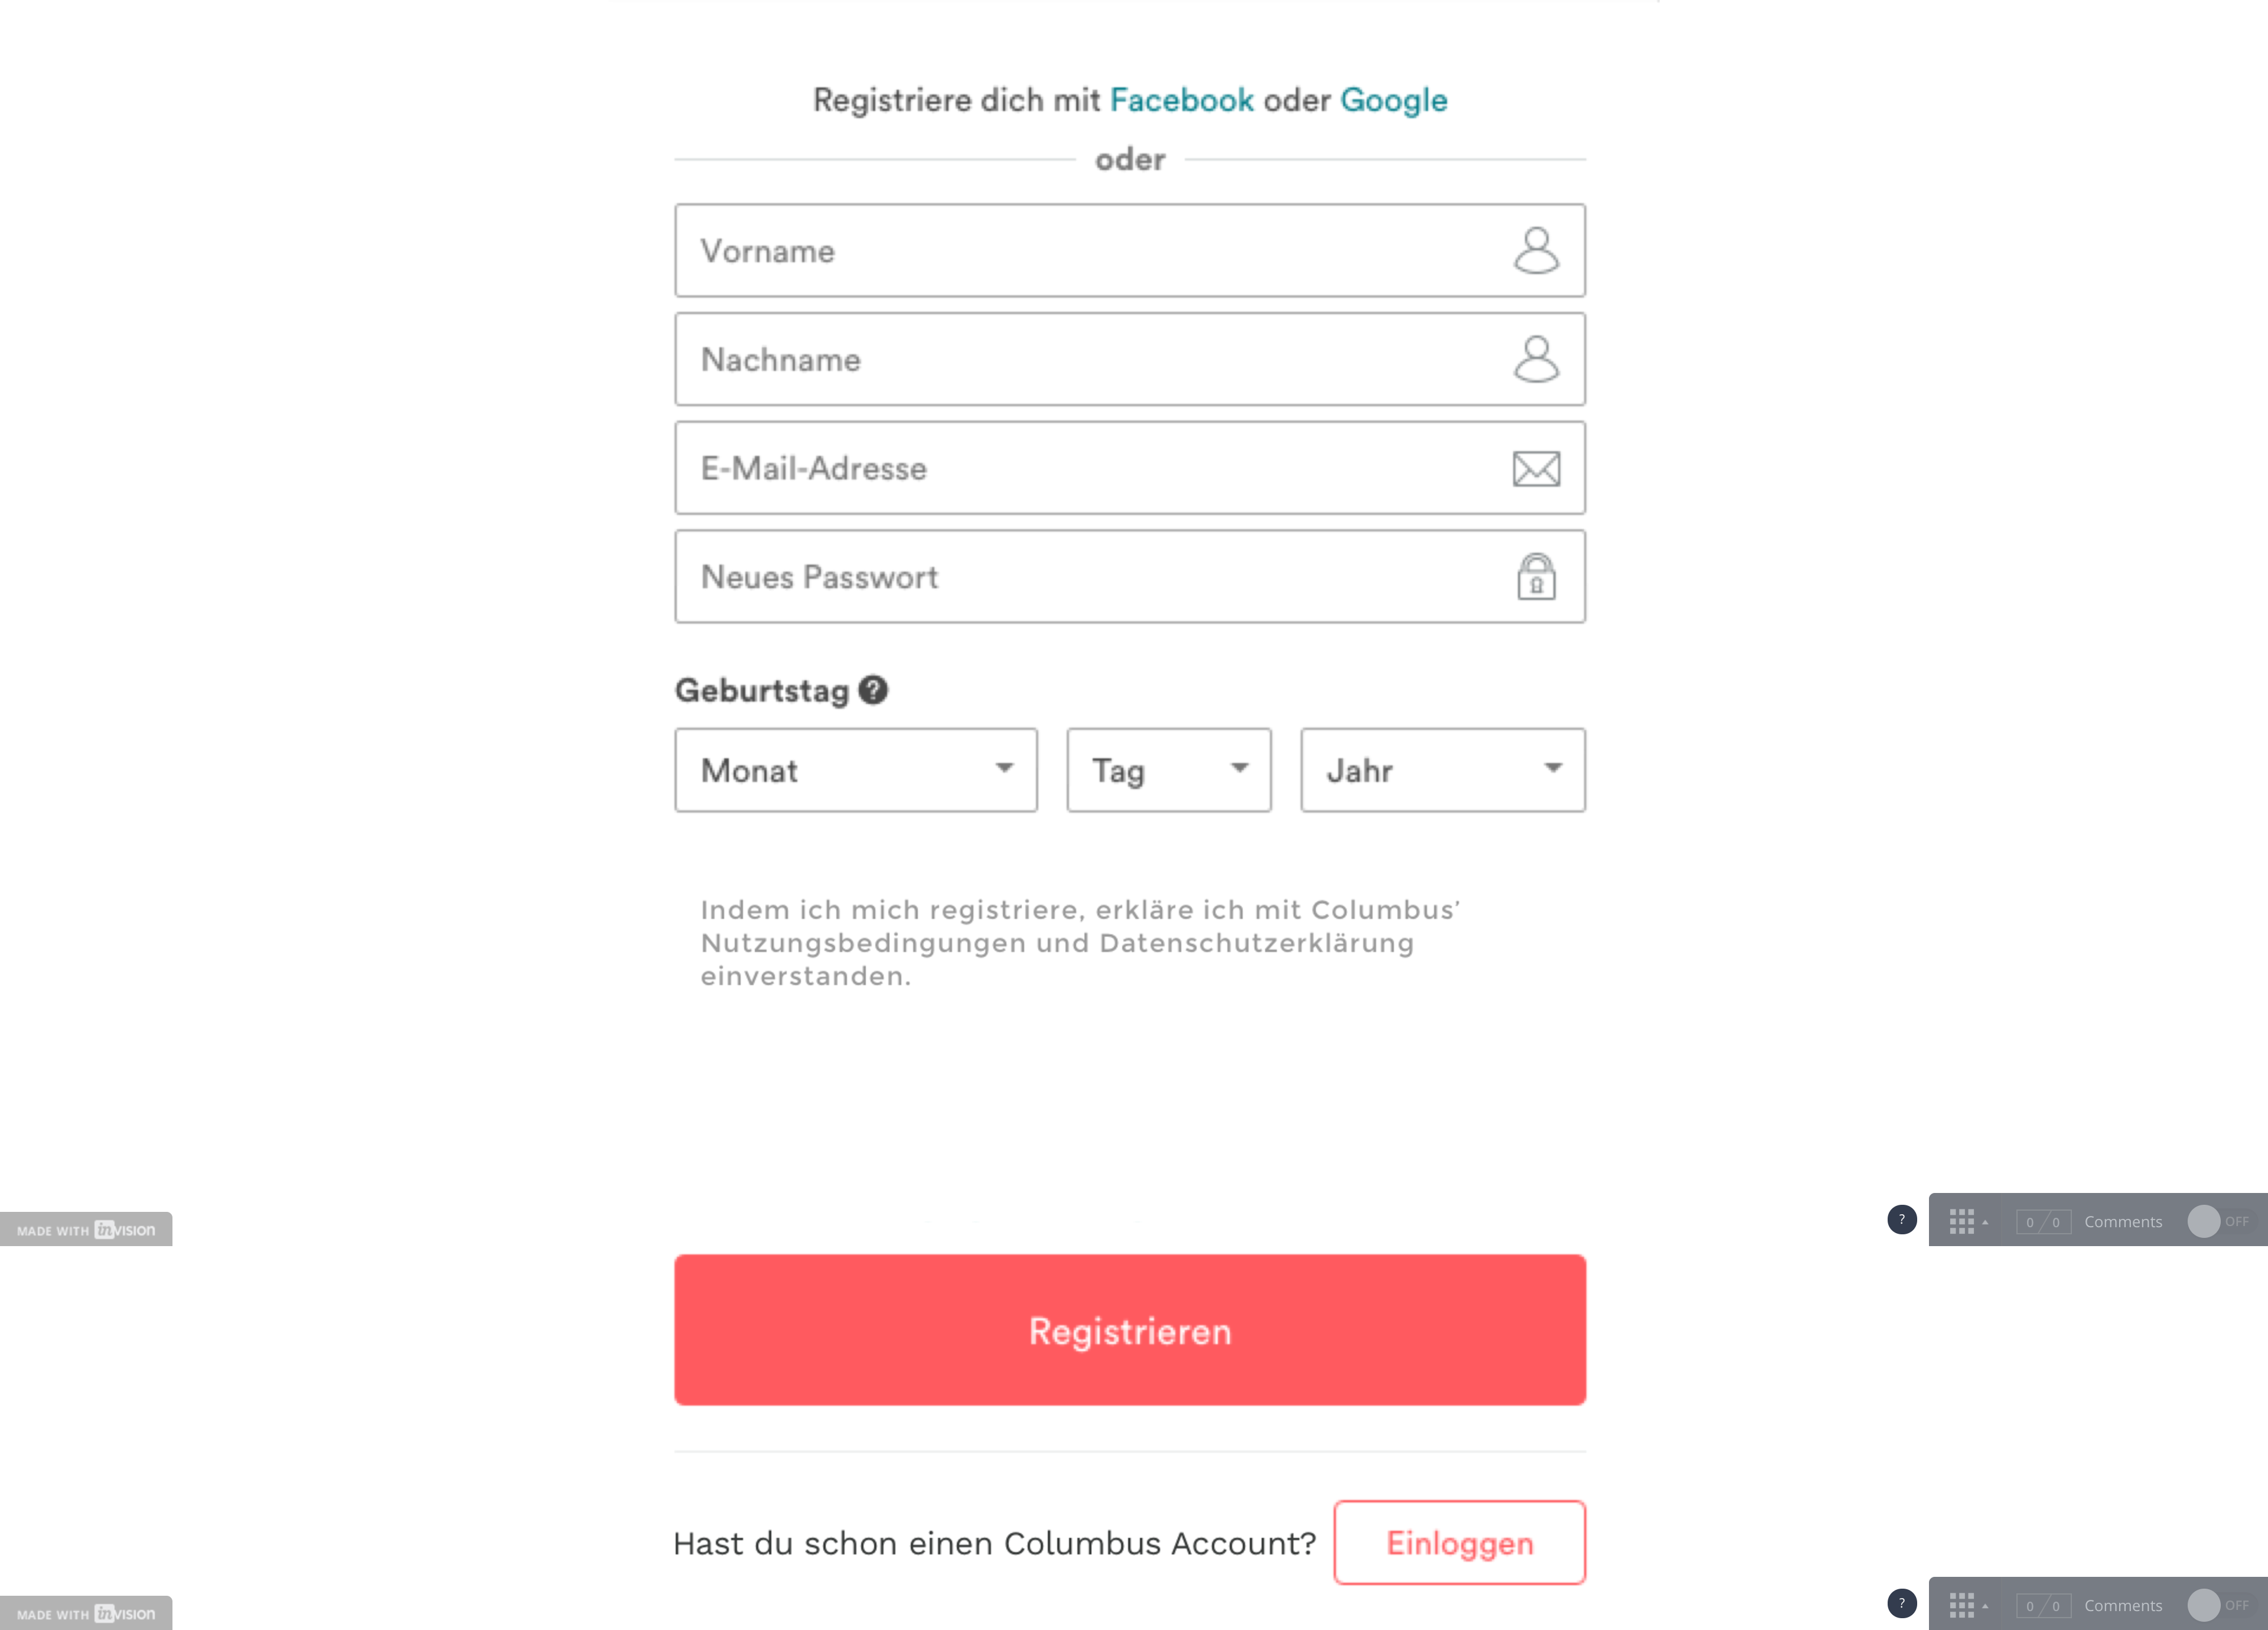 Registriere dich mit Facebook oder Google
oder
Vorname
Nachname
E-Mail-Adresse
Neues Passwort
Geburtstag ?
Monat Tag Jahr
Indem ich mich registriere, erkläre ich mit Columbus’
Nutzungsbedingungen und Datenschutzerklärung
einverstanden.
MADE WITH inVISION ? 0 / 0 Comments OFF
Registrieren
Hast du schon einen Columbus Account? Einloggen
MADE WITH inVISION ? 0 / 0 Comments OFF